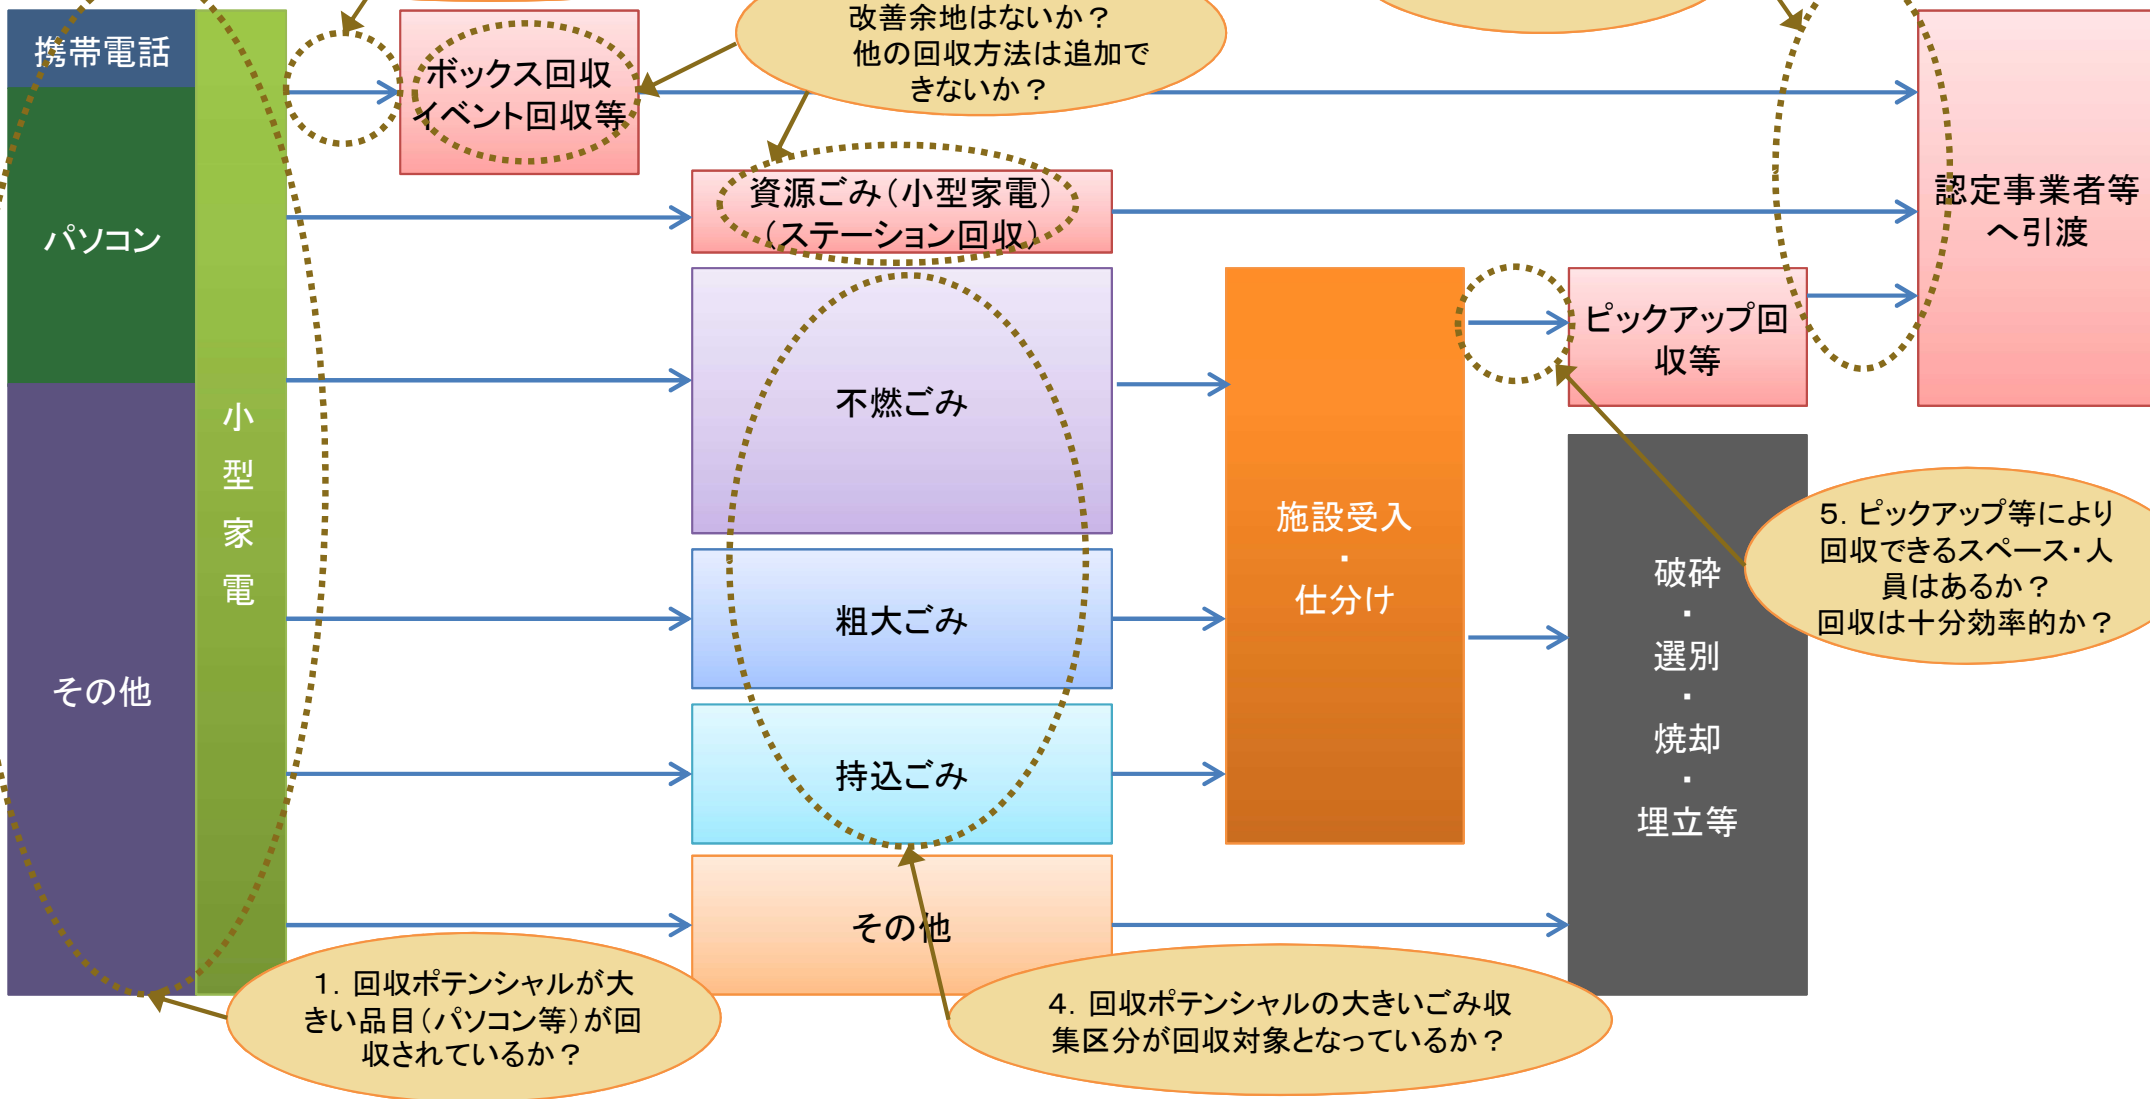 改善余地はないか？
他の回収方法は追加で
きないか？
携帯電話
パソコン
その他
小
型
家
電
ボックス回収
イベント回収等
資源ごみ（小型家電）
（ステーション回収）
不燃ごみ
粗大ごみ
持込ごみ
その他
施設受入
・
仕分け
ピックアップ回
収等
認定事業者等
へ引渡
破砕
・
選別
・
焼却
・
埋立等
５．ピックアップ等により
回収できるスペース・人
員はあるか？
回収は十分効率的か？
１．回収ポテンシャルが大
きい品目（パソコン等）が回
収されているか？
４．回収ポテンシャルの大きいごみ収
集区分が回収対象となっているか？